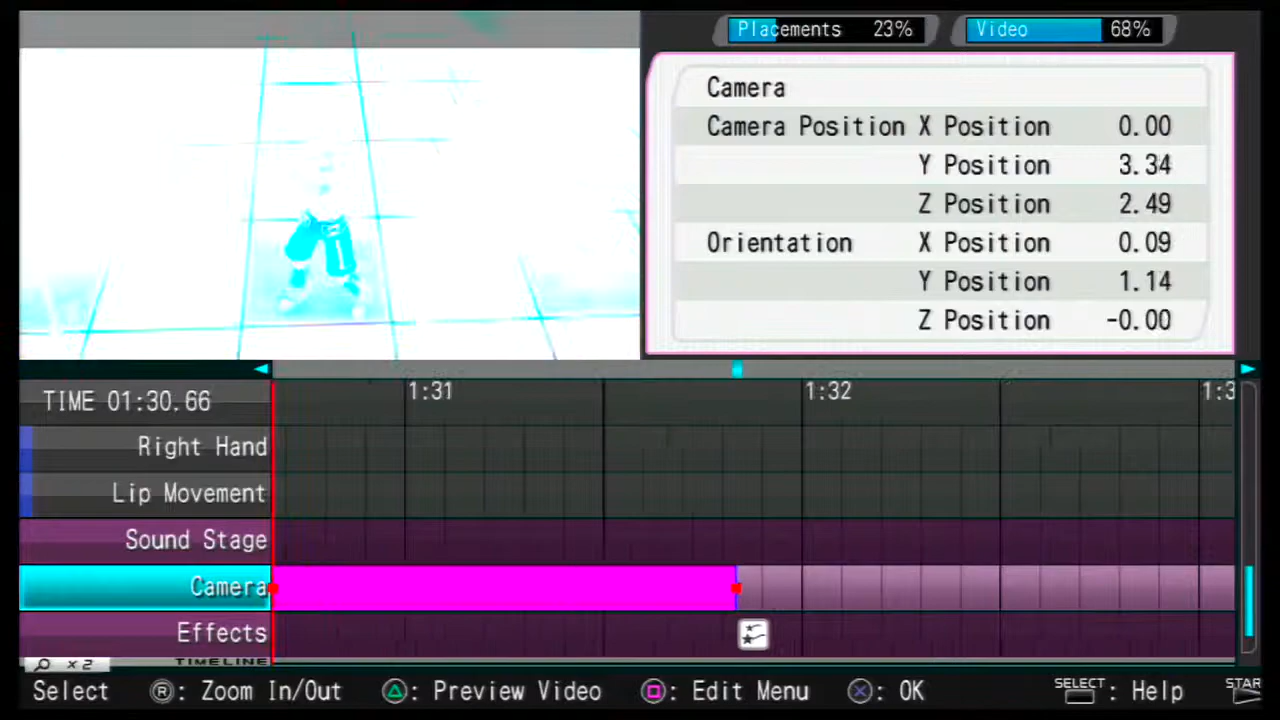 Placements 23% Video 68%
Camera
Camera Position X Position 0.00
Y Position 3.34
Z Position 2.49
Orientation X Position 0.09
Y Position 1.14
Z Position -0.00
TIME 01:30.66 1:31 1:32 1:3
Right Hand
Lip Movement
Sound Stage
Camera
Effects
×2 TIMELINE
Select R: Zoom In/Out : Preview Video : Edit Menu : OK SELECT : Help STAR